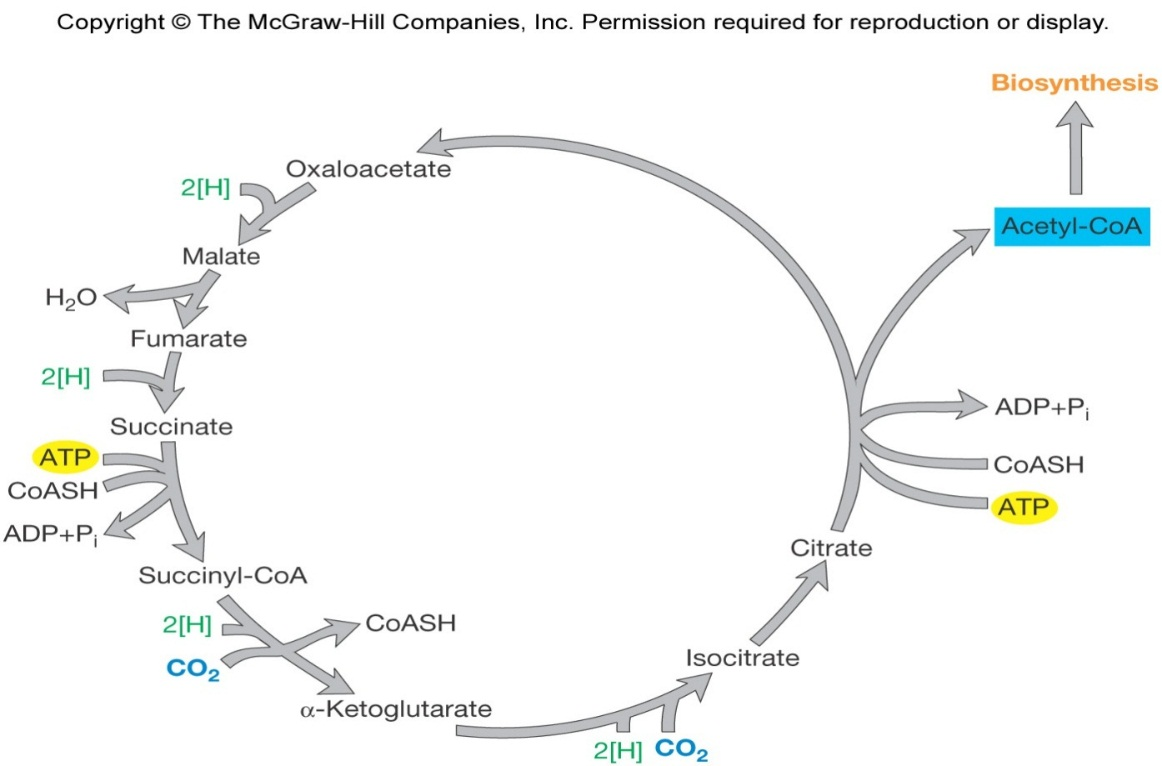 Copyright © The McGraw-Hill Companies, Inc. Permission required for reproduction or display.
Biosynthesis
Oxaloacetate
2[H]
Acetyl-CoA
Malate
H₂O
Fumarate
2[H]
ADP+Pᵢ
Succinate
ATP
CoASH
CoASH
ATP
ADP+Pᵢ
Citrate
Succinyl-CoA
2[H]
CoASH
CO₂
Isocitrate
α-Ketoglutarate
2[H] CO₂